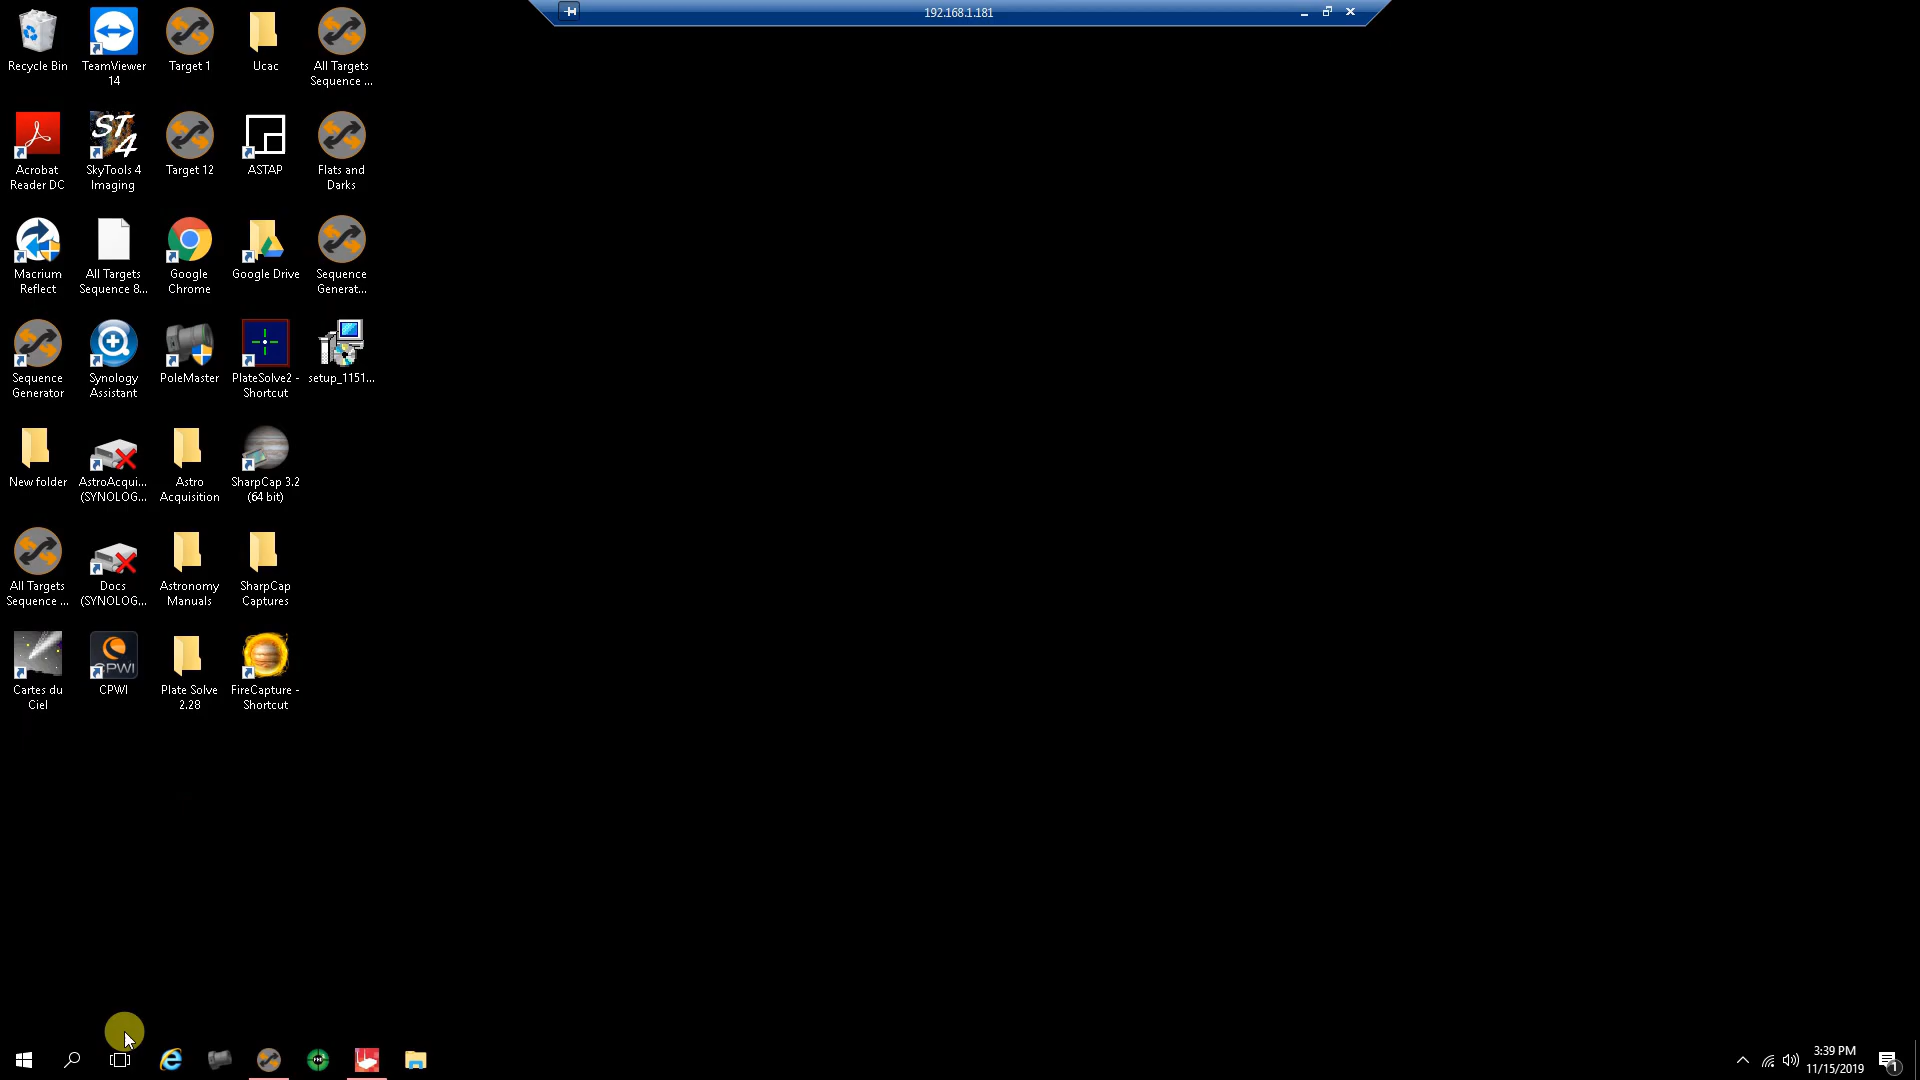 192.168.1.181
Recycle Bin
TeamViewer
14
Target 1
Ucac
All Targets
Sequence ...
Acrobat
Reader DC
ST
4
SkyTools 4
Imaging
Target 12
ASTAP
Flats and
Darks
Macrium
Reflect
All Targets
Sequence 8...
Google
Chrome
Google Drive
Sequence
Generat...
Sequence
Generator
Synology
Assistant
PoleMaster
PlateSolve2 -
Shortcut
setup_1151...
New folder
AstroAcqui...
(SYNOLOG...
Astro
Acquisition
SharpCap 3.2
(64 bit)
All Targets
Sequence ...
Docs
(SYNOLOG...
Astronomy
Manuals
SharpCap
Captures
Cartes du
Ciel
CPWI
CPWI
Plate Solve
2.28
FireCapture -
Shortcut
3:39 PM
11/15/2019
1